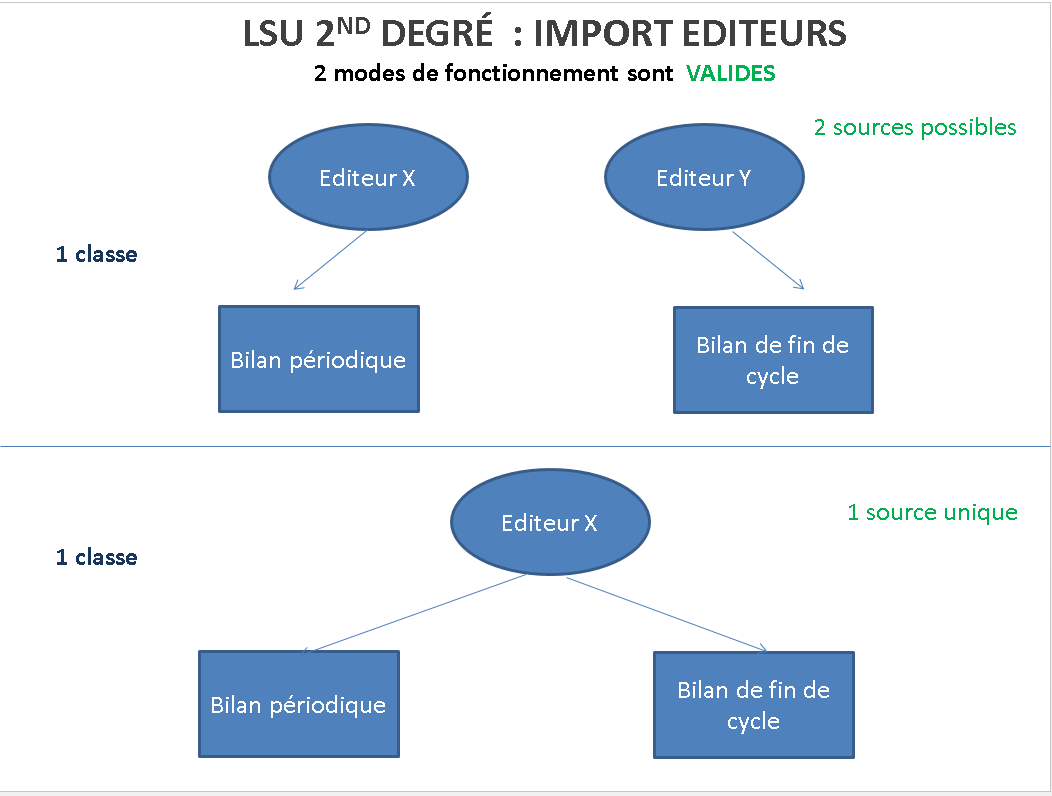 LSU 2ND DEGRÉ : IMPORT EDITEURS
2 modes de fonctionnement sont VALIDES
2 sources possibles
Editeur X
Editeur Y
1 classe
Bilan périodique
Bilan de fin de
cycle
1 source unique
Editeur X
1 classe
Bilan périodique
Bilan de fin de
cycle